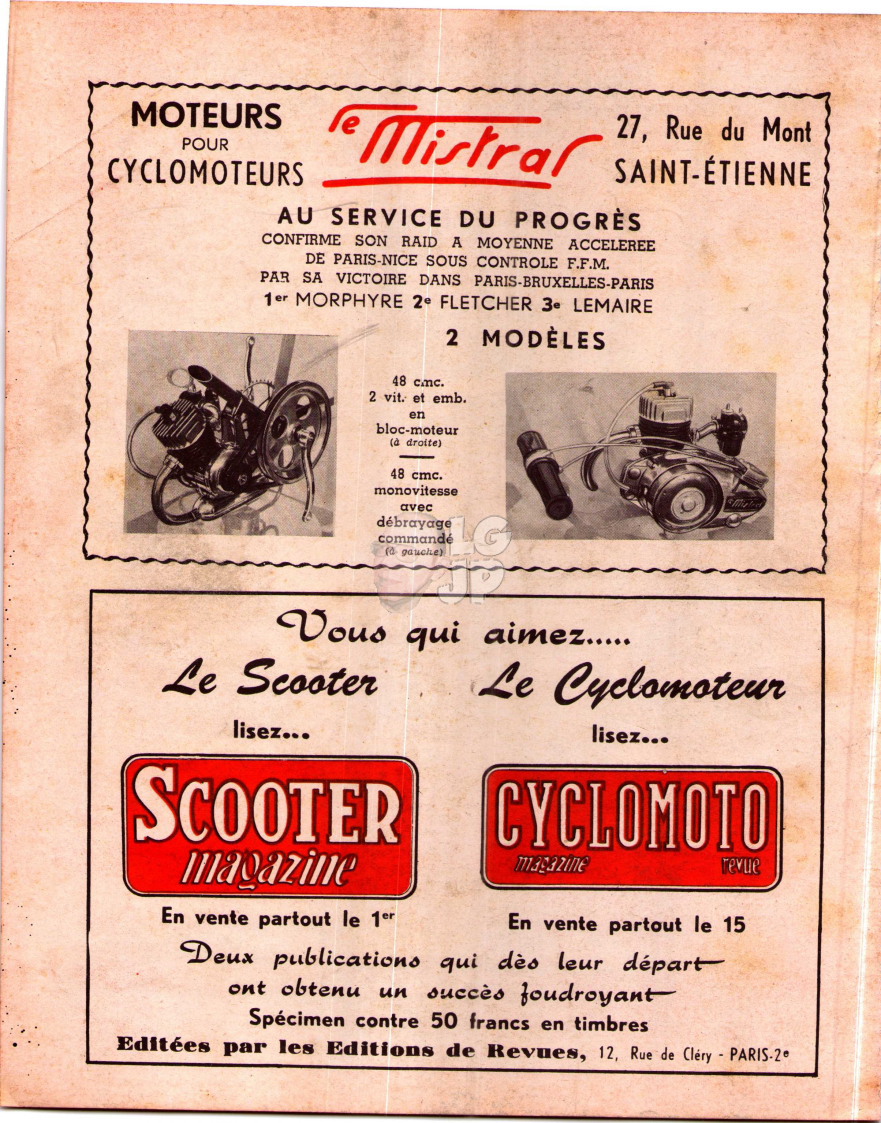 MOTEURS
POUR
CYCLOMOTEURS
le Mistral
27, Rue du Mont
SAINT-ÉTIENNE
AU SERVICE DU PROGRÈS
CONFIRME SON RAID A MOYENNE ACCELEREE
DE PARIS-NICE SOUS CONTROLE F.F.M.
PAR SA VICTOIRE DANS PARIS-BRUXELLES-PARIS
1er MORPHYRE 2e FLETCHER 3e LEMAIRE
2 MODÈLES
48 cmc.
2 vit. et emb.
en
bloc-moteur
(à droite)
48 cmc.
monovitesse
avec
débrayage
commandé
(à gauche)
Mistral
LG
JP
Vous qui aimez.....
Le Scooter
lisez...
SCOOTER
magazine
En vente partout le 1er
Le Cyclomoteur
lisez...
CYCLOMOTO
magazine revue
En vente partout le 15
Deux publications qui dès leur départ
ont obtenu un succès foudroyant
Spécimen contre 50 francs en timbres
Editées par les Editions de Revues, 12, Rue de Cléry - PARIS-2e